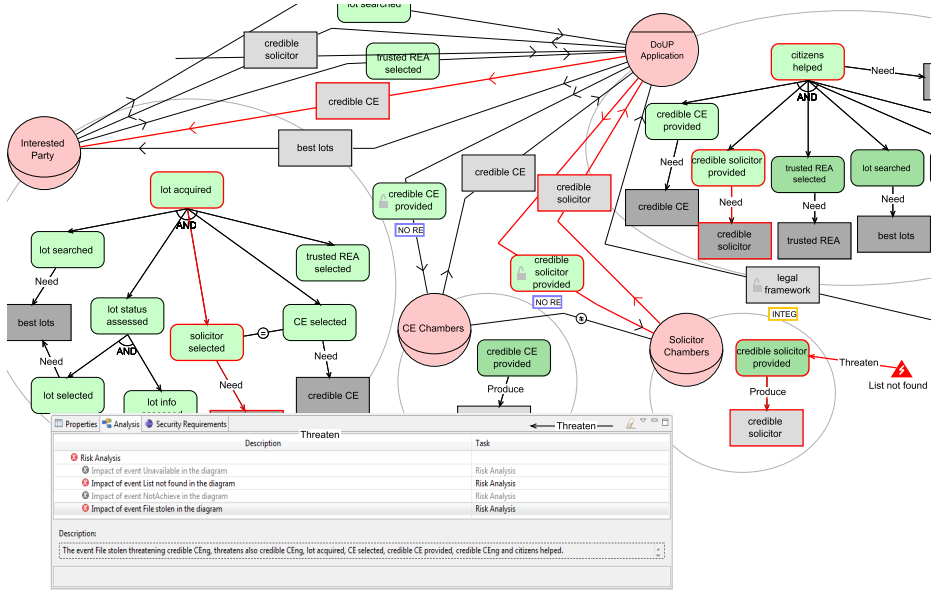 lot searched
credible
solicitor
trusted REA
selected
credible CE
best lots
Interested
Party
DoUP
Application
citizens
helped
Need
AND
credible CE
provided
credible solicitor
provided
trusted REA
selected
lot searched
Need
Need
Need
Need
credible CE
credible
solicitor
trusted REA
best lots
credible CE
credible
solicitor
credible CE
provided
NO RE
lot acquired
AND
lot searched
trusted REA
selected
Need
best lots
lot status
assessed
solicitor
selected
=
CE selected
Need
AND
Need
Need
lot selected
lot info
assessed
credible CE
credible
solicitor
provided
NO RE
legal
framework
INTEG
CE Chambers
≠
Solicitor
Chambers
credible CE
provided
Produce
credible solicitor
provided
Threaten
List not found
Produce
credible
solicitor
Properties
Analysis
Security Requirements
Threaten
Threaten
Description
Task
Risk Analysis
Impact of event Unavailable in the diagram
Risk Analysis
Impact of event List not found in the diagram
Risk Analysis
Impact of event NotAchieve in the diagram
Risk Analysis
Impact of event File stolen in the diagram
Risk Analysis
Description:
The event File stolen threatening credible CEng, threatens also credible CEng, lot acquired, CE selected, credible CE provided, credible CEng and citizens helped.